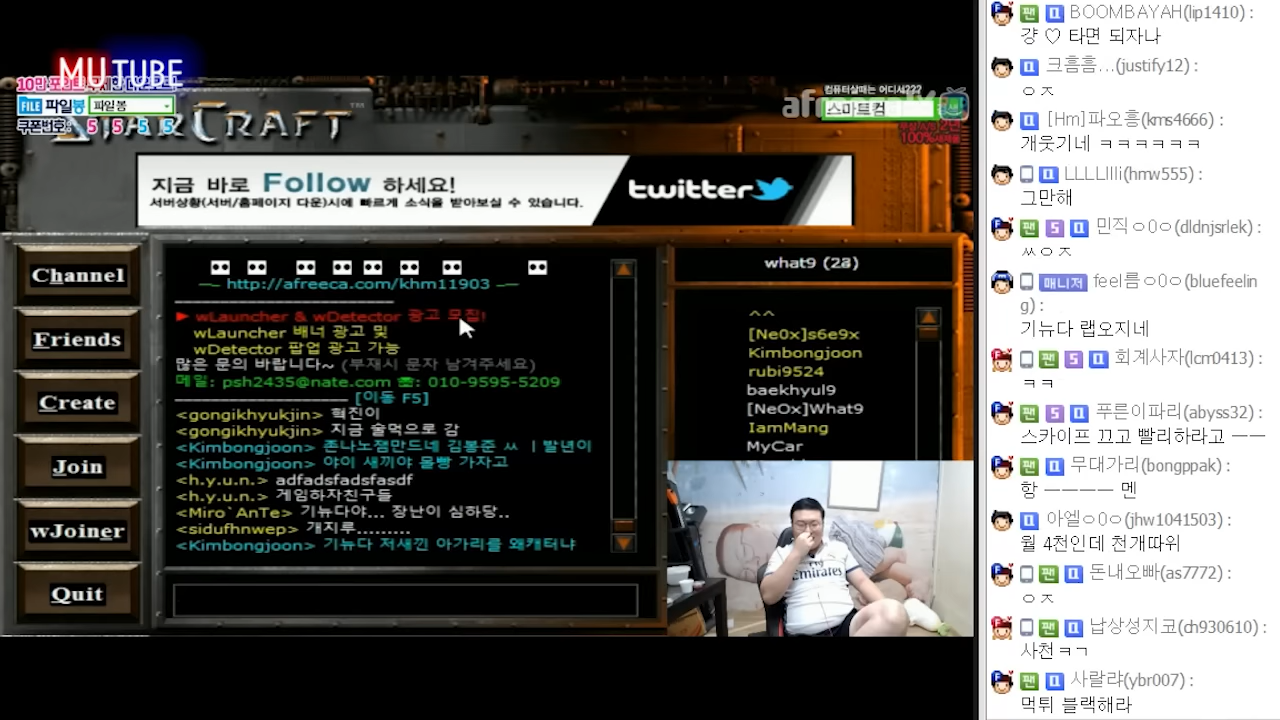 MUTUBE
FILE 파일봉 파일봉
쿠폰번호: 5 5 5 5
StarCraft
컴퓨터살때는 어디서???
스마트컴
지금 바로 Follow 하세요!
서버상황(서버/홈페이지 다운)시에 빠르게 소식을 받아보실 수 있습니다.
twitter
Channel
Friends
Create
Join
wJoiner
Quit
http://afreeca.com/khm11903
▶ wLauncher & wDetector 광고 모집!
wLauncher 배너 광고 및
wDetector 팝업 광고 가능
많은 문의 바랍니다~ (부재시 문자 남겨주세요)
메일: psh2435@nate.com ☎: 010-9595-5209
[이동 F5]
<gongikhyukjin> 혁진이
<gongikhyukjin> 지금 술먹으로 감
<Kimbongjoon> 존나노잼만드네 김봉준 ㅆ ㅣ발년이
<Kimbongjoon> 야이 새끼야 몰빵 가자고
<h.y.u.n.> adfadsfadsfasdf
<h.y.u.n.> 게임하자친구들
<Miro`AnTe> 기뉴다야... 장난이 심하당..
<sidufhnwep> 개지루.........
<Kimbongjoon> 기뉴다 저새낀 아가리를 왜캐터냐
what9 (23)
^^
[Ne0x]s6e9x
Kimbongjoon
rubi9524
baekhyul9
[NeOx]What9
IamMang
MyCar
Fly Emirates
BOOMBAYAH(lip1410) :
걍 ♡ 타면 되자나
크흠흠...(justify12) :
ㅇㅈ
[Hm]파오흥(kms4666) :
개웃기네 ㅋㅋㅋㅋㅋㅋ
LLLLlIli(hmw555) :
그만해
팬 S 민직ㅇ0ㅇ(dldnjsrlek) :
ㅆㅇㅈ
매니저 feel름ㅇ0ㅇ(bluefeelin
g) :
기뉴다 랩오지네
팬 S 회계사자(lcm0413) :
ㅋㅋ
팬 S 푸른이파리(abyss32) :
스카이프 끄고 빨리하라고 ㅡㅡ
팬 무대가리(bongppak) :
항 ㅡㅡㅡㅡ 멘
아엘ㅇ0ㅇ(jhw1041503) :
월 4천인데 전개따위
팬 돈내오빠(as7772) :
ㅇㅈ
팬 납상성지코(ch930610) :
사천ㅋㄱ
팬 사랄랴(ybr007) :
먹튀 블랙해라